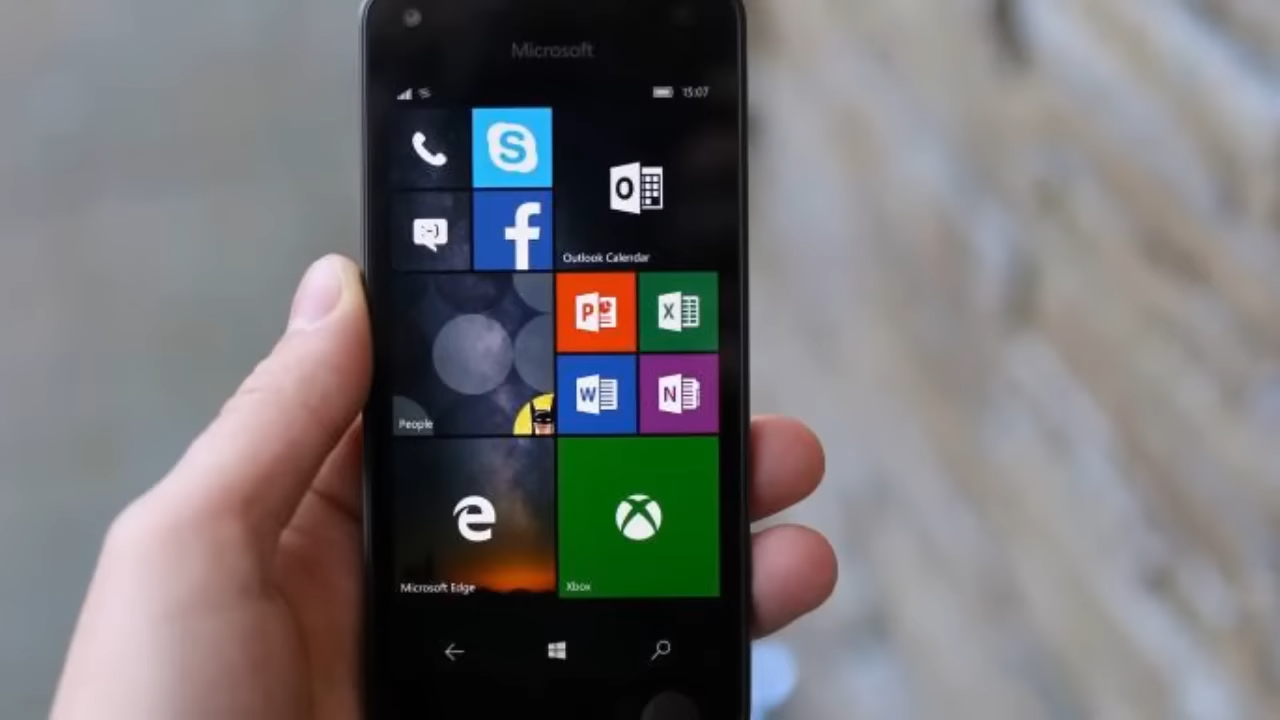 Microsoft
15:07
S
:-)
f
O
Outlook Calendar
P
X
People
W
N
e
Microsoft Edge
Xbox